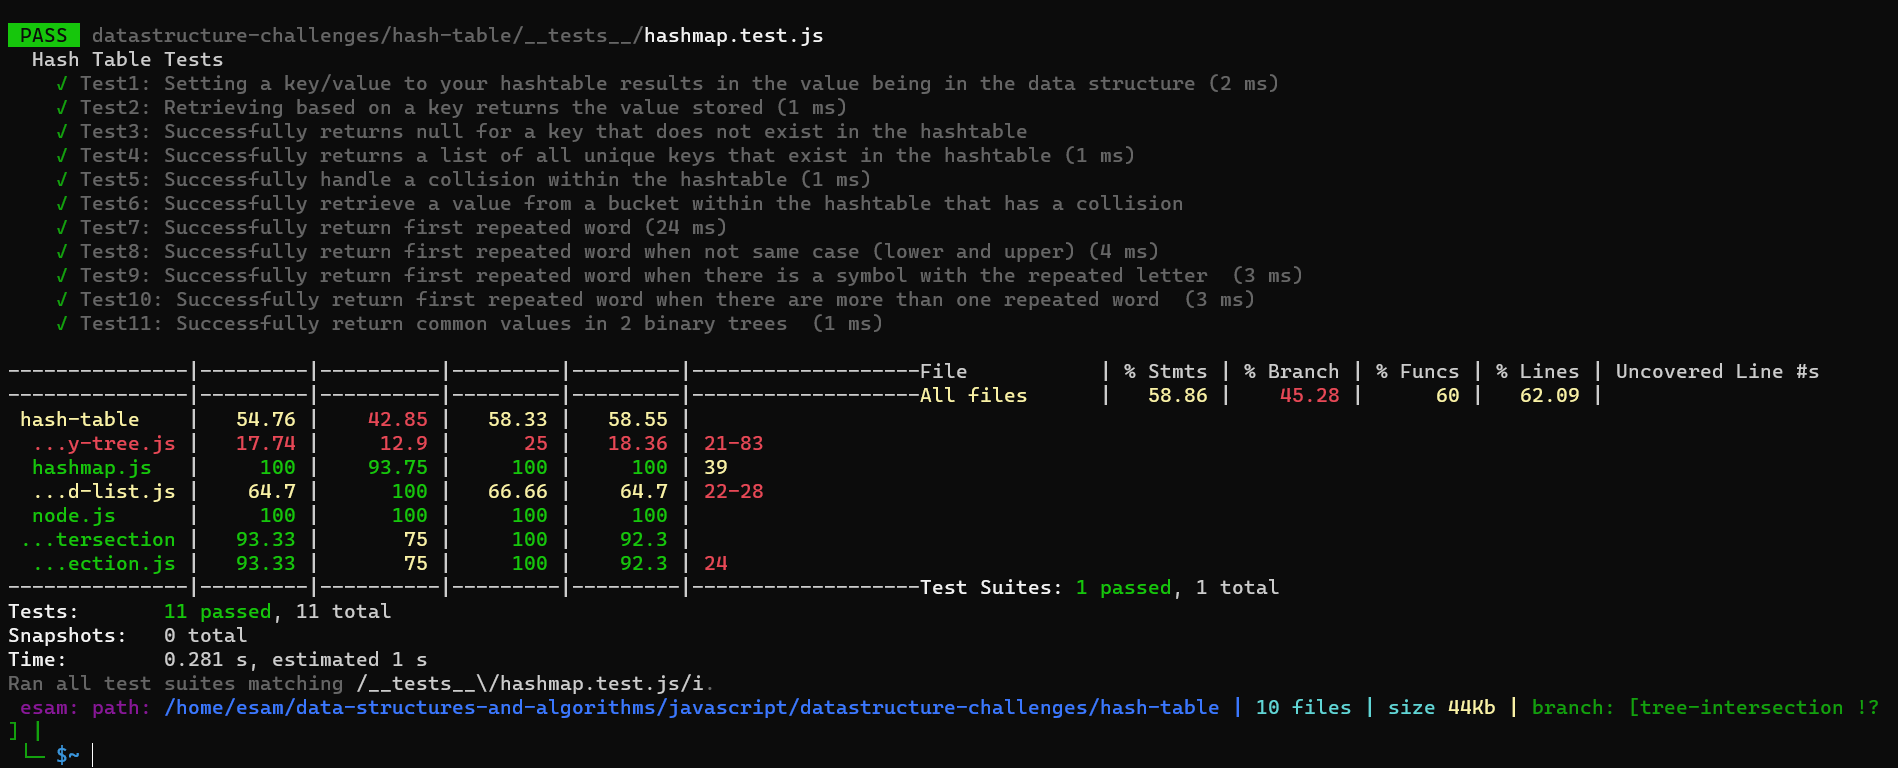 PASS datastructure-challenges/hash-table/__tests__/hashmap.test.js
Hash Table Tests
√ Test1: Setting a key/value to your hashtable results in the value being in the data structure (2 ms)
√ Test2: Retrieving based on a key returns the value stored (1 ms)
√ Test3: Successfully returns null for a key that does not exist in the hashtable
√ Test4: Successfully returns a list of all unique keys that exist in the hashtable (1 ms)
√ Test5: Successfully handle a collision within the hashtable (1 ms)
√ Test6: Successfully retrieve a value from a bucket within the hashtable that has a collision
√ Test7: Successfully return first repeated word (24 ms)
√ Test8: Successfully return first repeated word when not same case (lower and upper) (4 ms)
√ Test9: Successfully return first repeated word when there is a symbol with the repeated letter  (3 ms)
√ Test10: Successfully return first repeated word when there are more than one repeated word  (3 ms)
√ Test11: Successfully return common values in 2 binary trees  (1 ms)
---------------|---------|----------|---------|---------|-------------------File           | % Stmts | % Branch | % Funcs | % Lines | Uncovered Line #s
---------------|---------|----------|---------|---------|-------------------All files      |   58.86 |    45.28 |      60 |   62.09 |
hash-table    |   54.76 |    42.85 |   58.33 |   58.55 |
...y-tree.js |   17.74 |     12.9 |      25 |   18.36 | 21-83
hashmap.js   |     100 |    93.75 |     100 |     100 | 39
...d-list.js |    64.7 |      100 |   66.66 |    64.7 | 22-28
node.js      |     100 |      100 |     100 |     100 |
...tersection |   93.33 |       75 |     100 |    92.3 |
...ection.js |   93.33 |       75 |     100 |    92.3 | 24
---------------|---------|----------|---------|---------|-------------------Test Suites: 1 passed, 1 total
Tests:       11 passed, 11 total
Snapshots:   0 total
Time:        0.281 s, estimated 1 s
Ran all test suites matching /__tests__\/hashmap.test.js/i.
esam: path: /home/esam/data-structures-and-algorithms/javascript/datastructure-challenges/hash-table | 10 files | size 44Kb | branch: [tree-intersection !?
] |
└─ $~